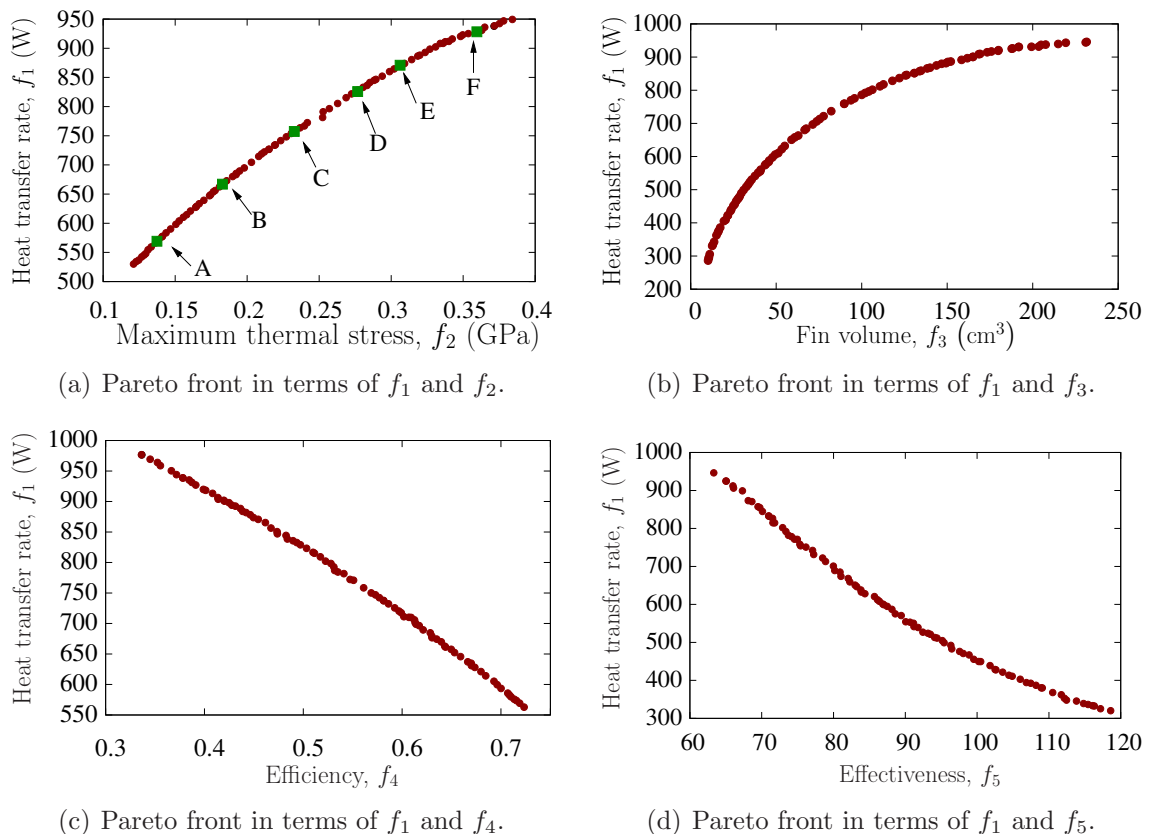 950
900
850
800
750
700
650
600
550
500
Heat transfer rate, f₁ (W)
F
E
D
C
B
A
0.1 0.15 0.2 0.25 0.3 0.35 0.4
Maximum thermal stress, f₂ (GPa)
(a) Pareto front in terms of f₁ and f₂.
1000
900
800
700
600
500
400
300
200
Heat transfer rate, f₁ (W)
0 50 100 150 200 250
Fin volume, f₃ (cm³)
(b) Pareto front in terms of f₁ and f₃.
1000
950
900
850
800
750
700
650
600
550
Heat transfer rate, f₁ (W)
0.3 0.4 0.5 0.6 0.7
Efficiency, f₄
(c) Pareto front in terms of f₁ and f₄.
1000
900
800
700
600
500
400
300
Heat transfer rate, f₁ (W)
60 70 80 90 100 110 120
Effectiveness, f₅
(d) Pareto front in terms of f₁ and f₅.